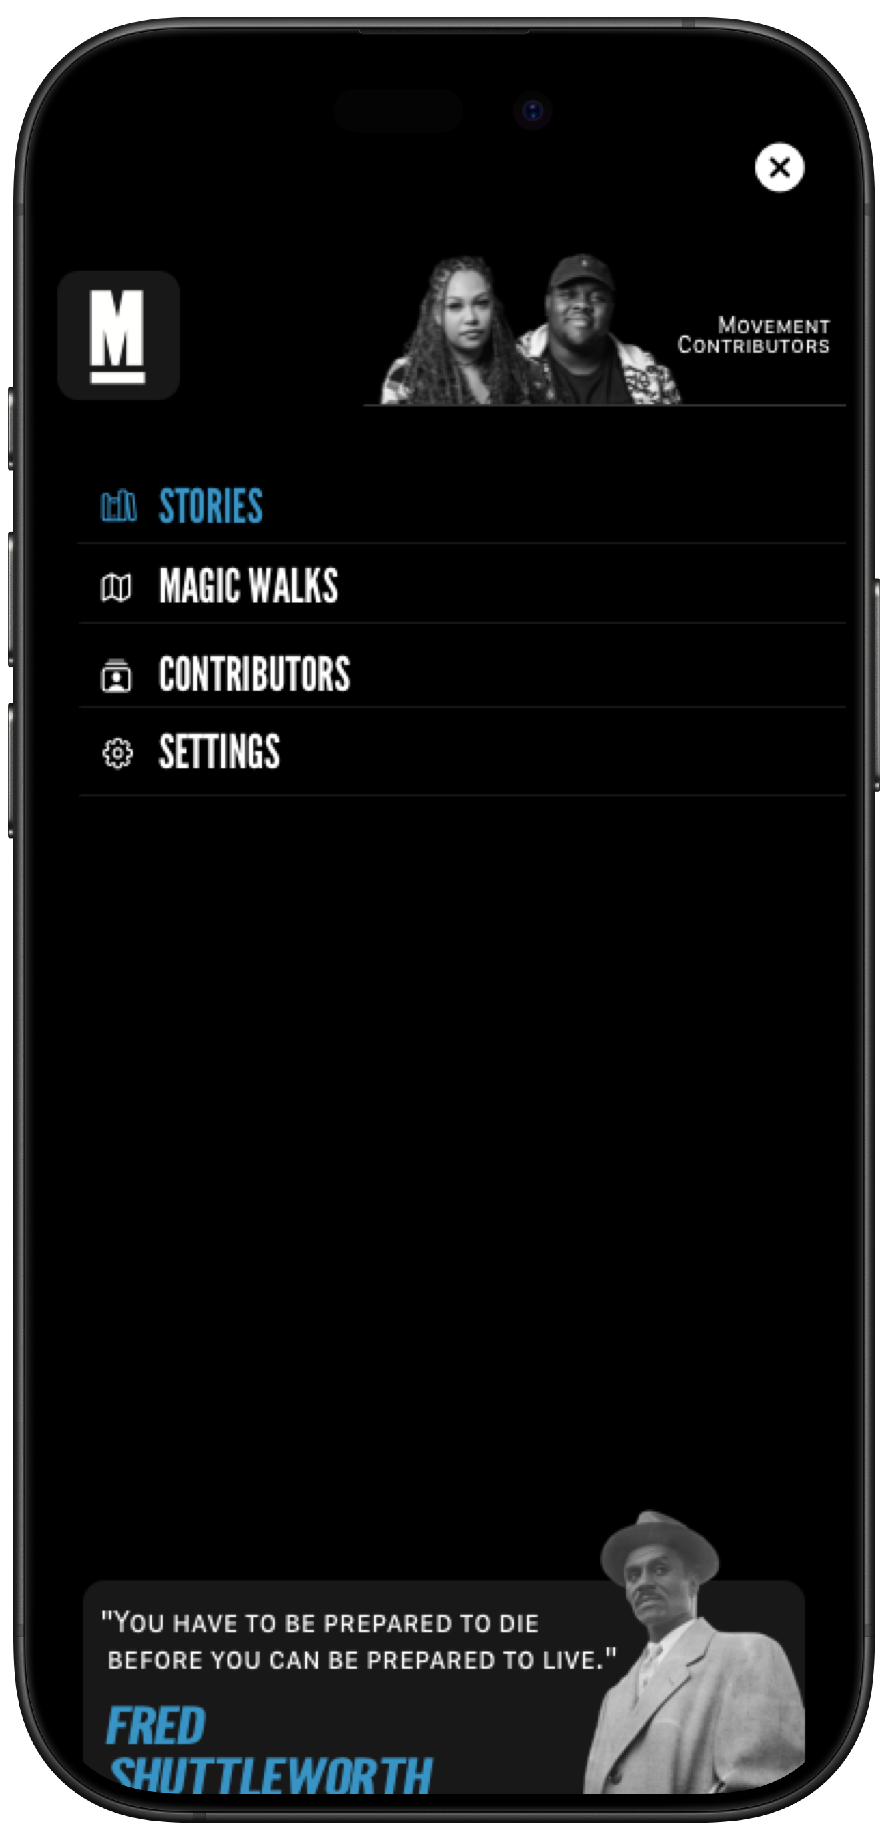 M
Movement
Contributors
STORIES
MAGIC WALKS
CONTRIBUTORS
SETTINGS
"You have to be prepared to die
before you can be prepared to live."
FRED
SHUTTLEWORTH